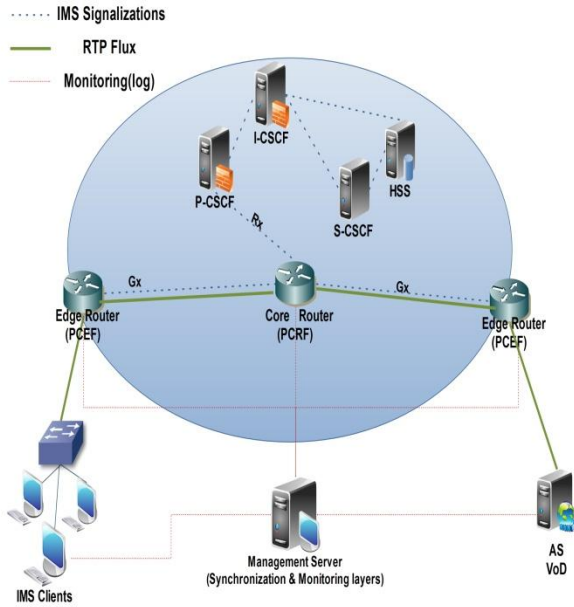 IMS Signalizations
RTP Flux
Monitoring(log)
I-CSCF
P-CSCF
HSS
S-CSCF
Rx
Gx
Gx
Edge Router
(PCEF)
Core Router
(PCRF)
Edge Router
(PCEF)
IMS Clients
Management Server
(Synchronization & Monitoring layers)
AS
VoD